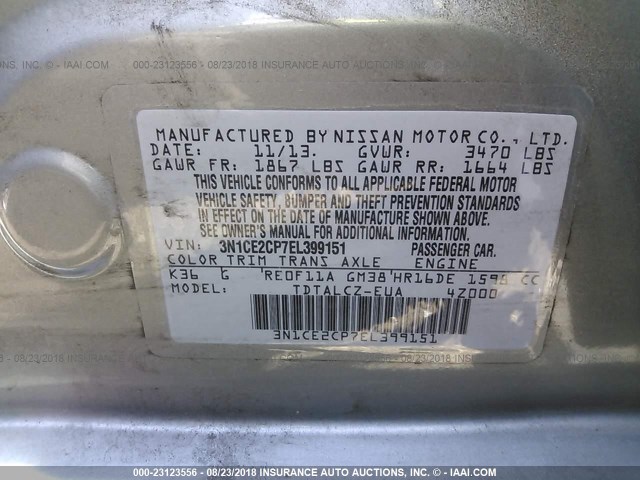 000-23123556 - 08/23/2018 INSURANCE AUTO AUCTIONS, INC. - © IAAI.COM
MANUFACTURED BY NISSAN MOTOR CO., LTD.
DATE: 11/13. GVWR: 3470 LBS
GAWR FR: 1867 LBS GAWR RR: 1664 LBS
THIS VEHICLE CONFORMS TO ALL APPLICABLE FEDERAL MOTOR
VEHICLE SAFETY, BUMPER AND THEFT PREVENTION STANDARDS
IN EFFECT ON THE DATE OF MANUFACTURE SHOWN ABOVE.
SEE OWNER'S MANUAL FOR ADDITIONAL INFORMATION.
VIN: 3N1CE2CP7EL399151 PASSENGER CAR.
COLOR TRIM TRANS AXLE ENGINE
K36 G RE0F11A GM38 HR16DE 1598 CC
MODEL: TDTALCZ-EUA 4Z000
3N1CE2CP7EL399151
000-23123556 - 08/23/2018 INSURANCE AUTO AUCTIONS, INC. - © IAAI.COM